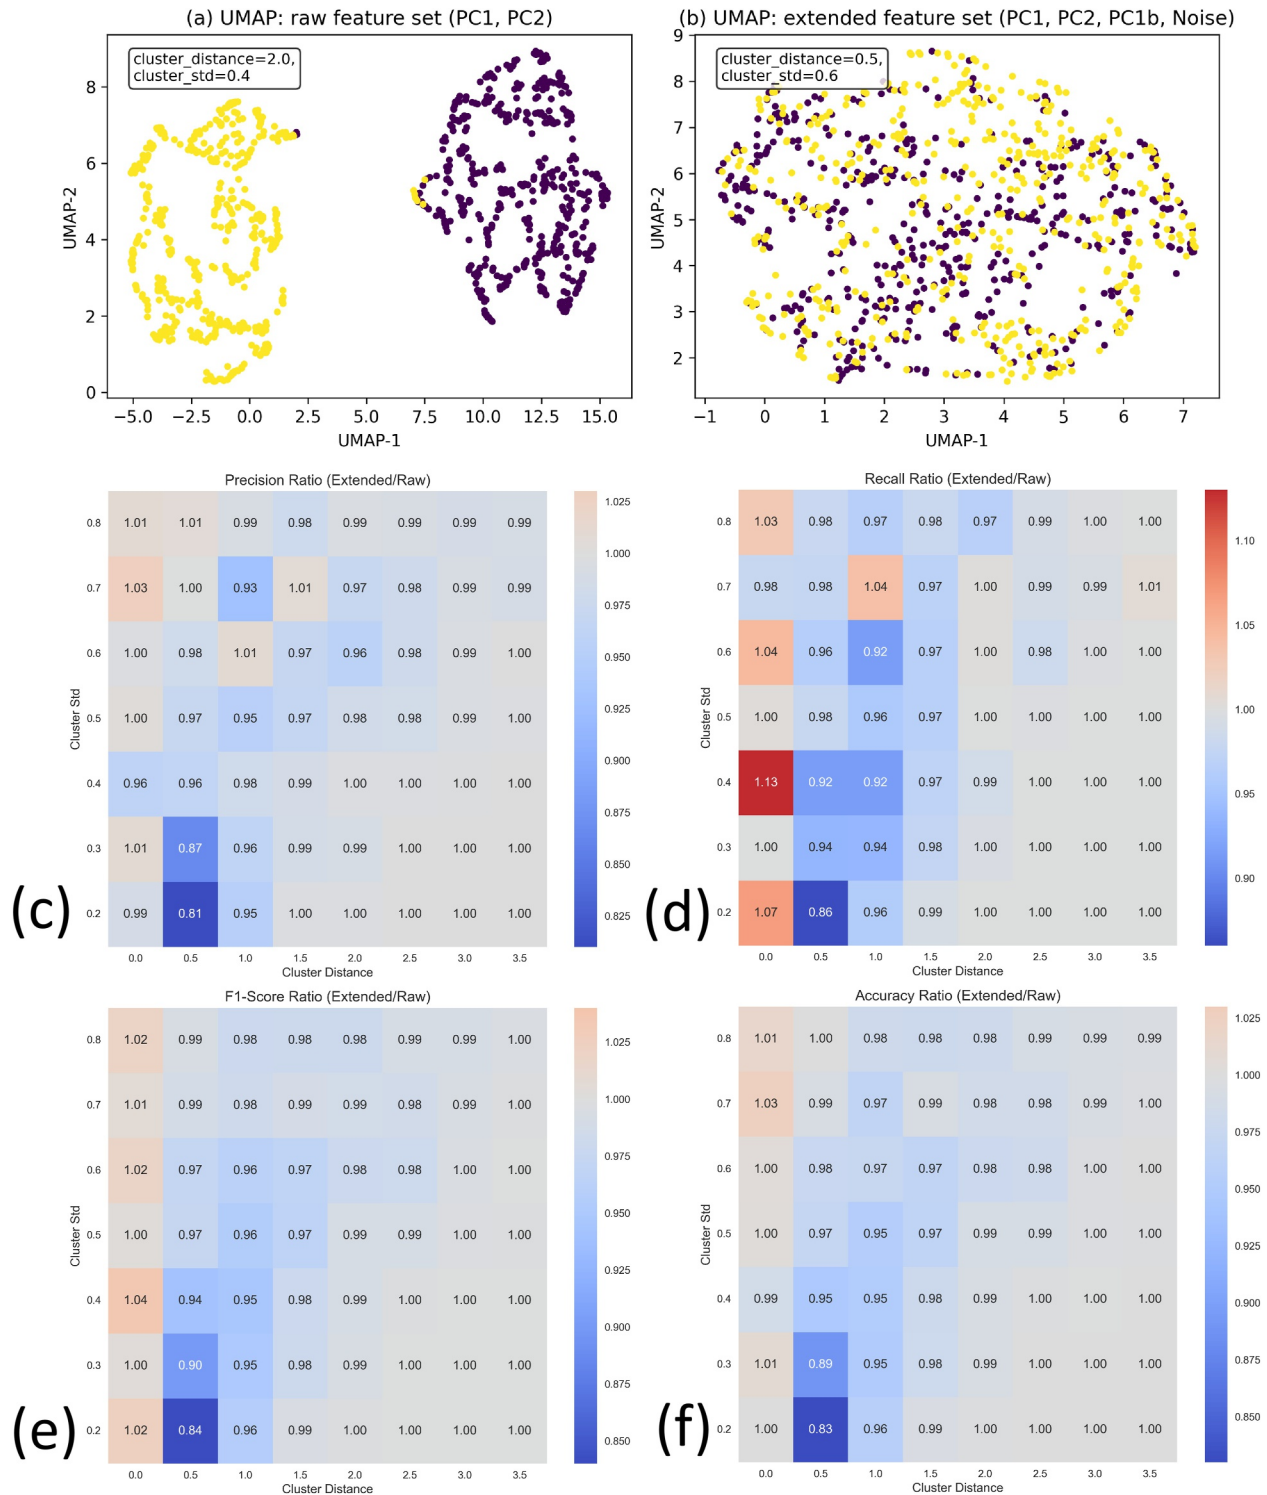 (a) UMAP: raw feature set (PC1, PC2)
cluster_distance=2.0,
cluster_std=0.4
8
6
4
2
0
UMAP-2
−5.0 −2.5 0.0 2.5 5.0 7.5 10.0 12.5 15.0
UMAP-1
(b) UMAP: extended feature set (PC1, PC2, PC1b, Noise)
cluster_distance=0.5,
cluster_std=0.6
9
8
7
6
5
4
3
2
UMAP-2
−1 0 1 2 3 4 5 6 7
UMAP-1
(c)
Precision Ratio (Extended/Raw)
Cluster Std
0.8 1.01 1.01 0.99 0.98 0.99 0.99 0.99 0.99
0.7 1.03 1.00 0.93 1.01 0.97 0.98 0.99 0.99
0.6 1.00 0.98 1.01 0.97 0.96 0.98 0.99 1.00
0.5 1.00 0.97 0.95 0.97 0.98 0.98 0.99 1.00
0.4 0.96 0.96 0.98 0.99 1.00 1.00 1.00 1.00
0.3 1.01 0.87 0.96 0.99 0.99 1.00 1.00 1.00
0.2 0.99 0.81 0.95 1.00 1.00 1.00 1.00 1.00
0.0 0.5 1.0 1.5 2.0 2.5 3.0 3.5
Cluster Distance
1.025
1.000
0.975
0.950
0.925
0.900
0.875
0.850
0.825
(d)
Recall Ratio (Extended/Raw)
Cluster Std
0.8 1.03 0.98 0.97 0.98 0.97 0.99 1.00 1.00
0.7 0.98 0.98 1.04 0.97 1.00 0.99 0.99 1.01
0.6 1.04 0.96 0.92 0.97 1.00 0.98 1.00 1.00
0.5 1.00 0.98 0.96 0.97 1.00 1.00 1.00 1.00
0.4 1.13 0.92 0.92 0.97 0.99 1.00 1.00 1.00
0.3 1.00 0.94 0.94 0.98 1.00 1.00 1.00 1.00
0.2 1.07 0.86 0.96 0.99 1.00 1.00 1.00 1.00
0.0 0.5 1.0 1.5 2.0 2.5 3.0 3.5
Cluster Distance
1.10
1.05
1.00
0.95
0.90
(e)
F1-Score Ratio (Extended/Raw)
Cluster Std
0.8 1.02 0.99 0.98 0.98 0.98 0.99 0.99 1.00
0.7 1.01 0.99 0.98 0.99 0.99 0.98 0.99 1.00
0.6 1.02 0.97 0.96 0.97 0.98 0.98 1.00 1.00
0.5 1.00 0.97 0.96 0.97 0.99 0.99 1.00 1.00
0.4 1.04 0.94 0.95 0.98 0.99 1.00 1.00 1.00
0.3 1.00 0.90 0.95 0.98 0.99 1.00 1.00 1.00
0.2 1.02 0.84 0.96 0.99 1.00 1.00 1.00 1.00
0.0 0.5 1.0 1.5 2.0 2.5 3.0 3.5
Cluster Distance
1.025
1.000
0.975
0.950
0.925
0.900
0.875
0.850
(f)
Accuracy Ratio (Extended/Raw)
Cluster Std
0.8 1.01 1.00 0.98 0.98 0.98 0.99 0.99 0.99
0.7 1.03 0.99 0.97 0.99 0.98 0.98 0.99 1.00
0.6 1.00 0.98 0.97 0.97 0.98 0.98 1.00 1.00
0.5 1.00 0.97 0.95 0.97 0.99 0.99 1.00 1.00
0.4 0.99 0.95 0.95 0.98 0.99 1.00 1.00 1.00
0.3 1.01 0.89 0.95 0.98 0.99 1.00 1.00 1.00
0.2 1.00 0.83 0.96 0.99 1.00 1.00 1.00 1.00
0.0 0.5 1.0 1.5 2.0 2.5 3.0 3.5
Cluster Distance
1.025
1.000
0.975
0.950
0.925
0.900
0.875
0.850